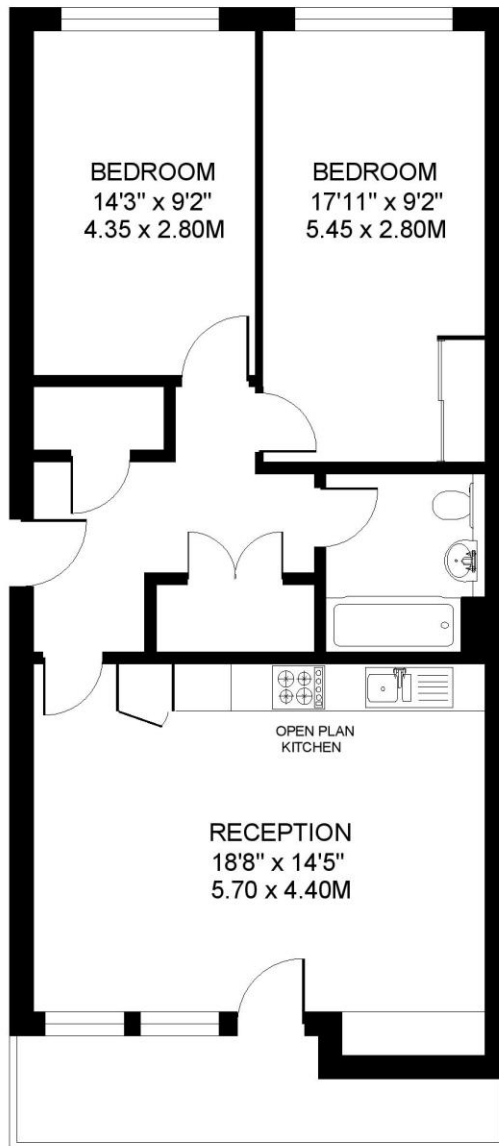 BEDROOM
14'3" x 9'2"
4.35 x 2.80M
BEDROOM
17'11" x 9'2"
5.45 x 2.80M
OPEN PLAN
KITCHEN
RECEPTION
18'8" x 14'5"
5.70 x 4.40M